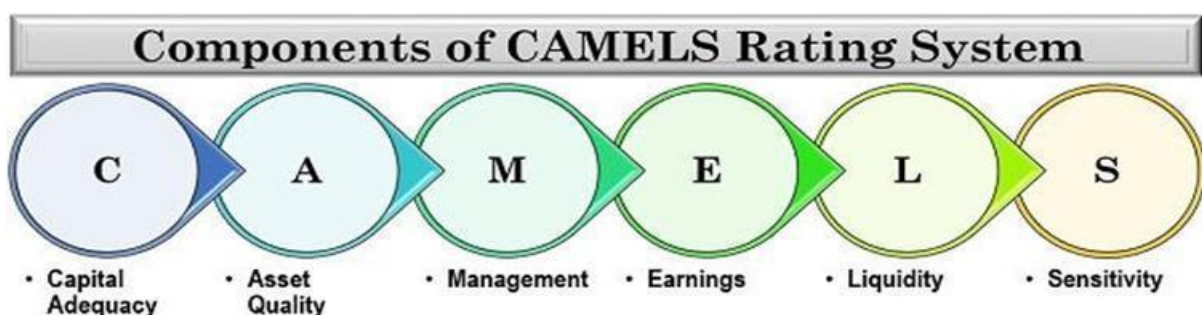 Components of CAMELS Rating System
C
A
M
E
L
S
• Capital
Adequacy
• Asset
Quality
• Management
• Earnings
• Liquidity
• Sensitivity